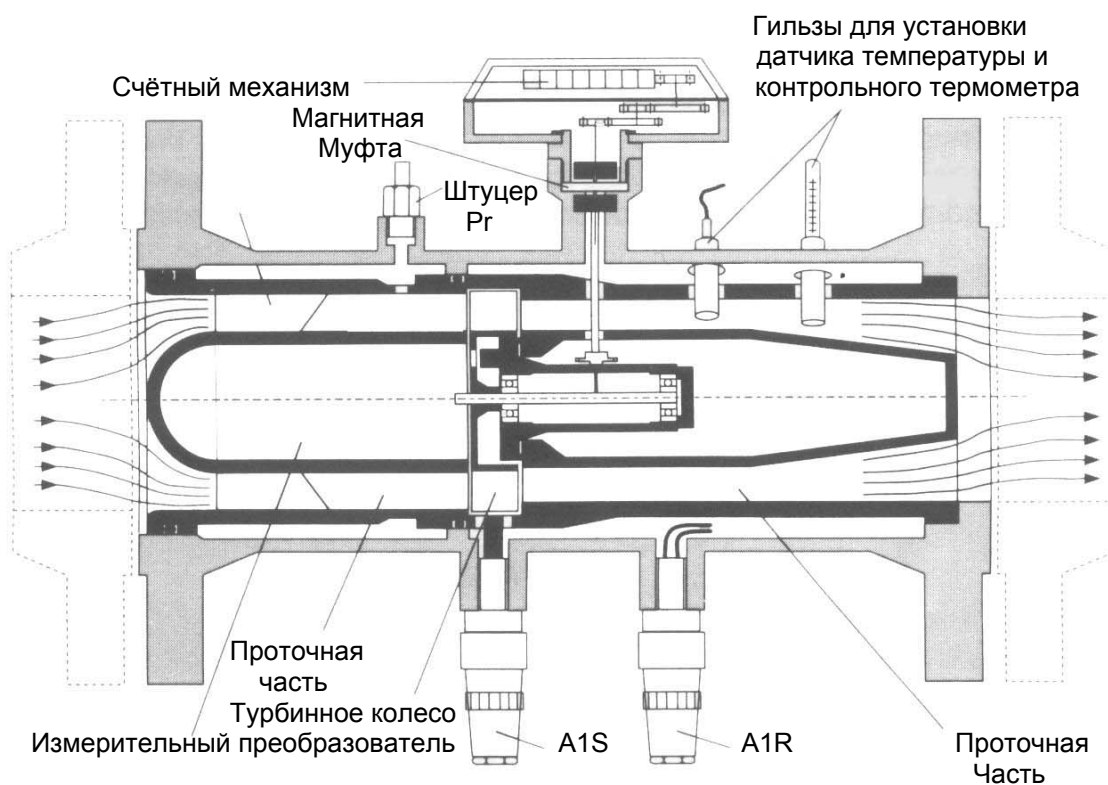 Гильзы для установки
датчика температуры и
контрольного термометра
Счётный механизм
Магнитная
Муфта
Штуцер
Pr
Проточная
часть
Турбинное колесо
Измерительный преобразователь
A1S
A1R
Проточная
Часть